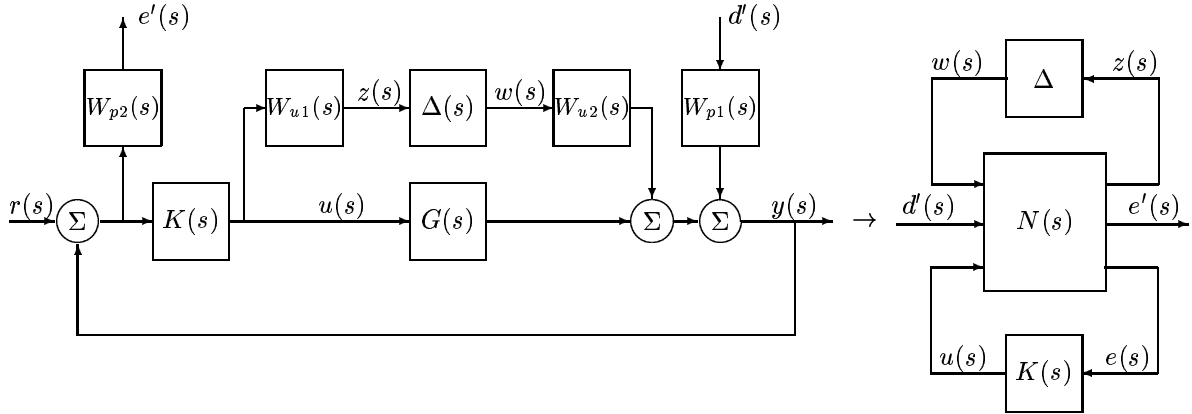 e′(s)
d′(s)
W_{p2}(s)
W_{u1}(s)
z(s)
Δ(s)
w(s)
W_{u2}(s)
W_{p1}(s)
r(s)
Σ
K(s)
u(s)
G(s)
Σ
Σ
y(s)
→
w(s)
Δ
z(s)
d′(s)
N(s)
e′(s)
u(s)
K(s)
e(s)